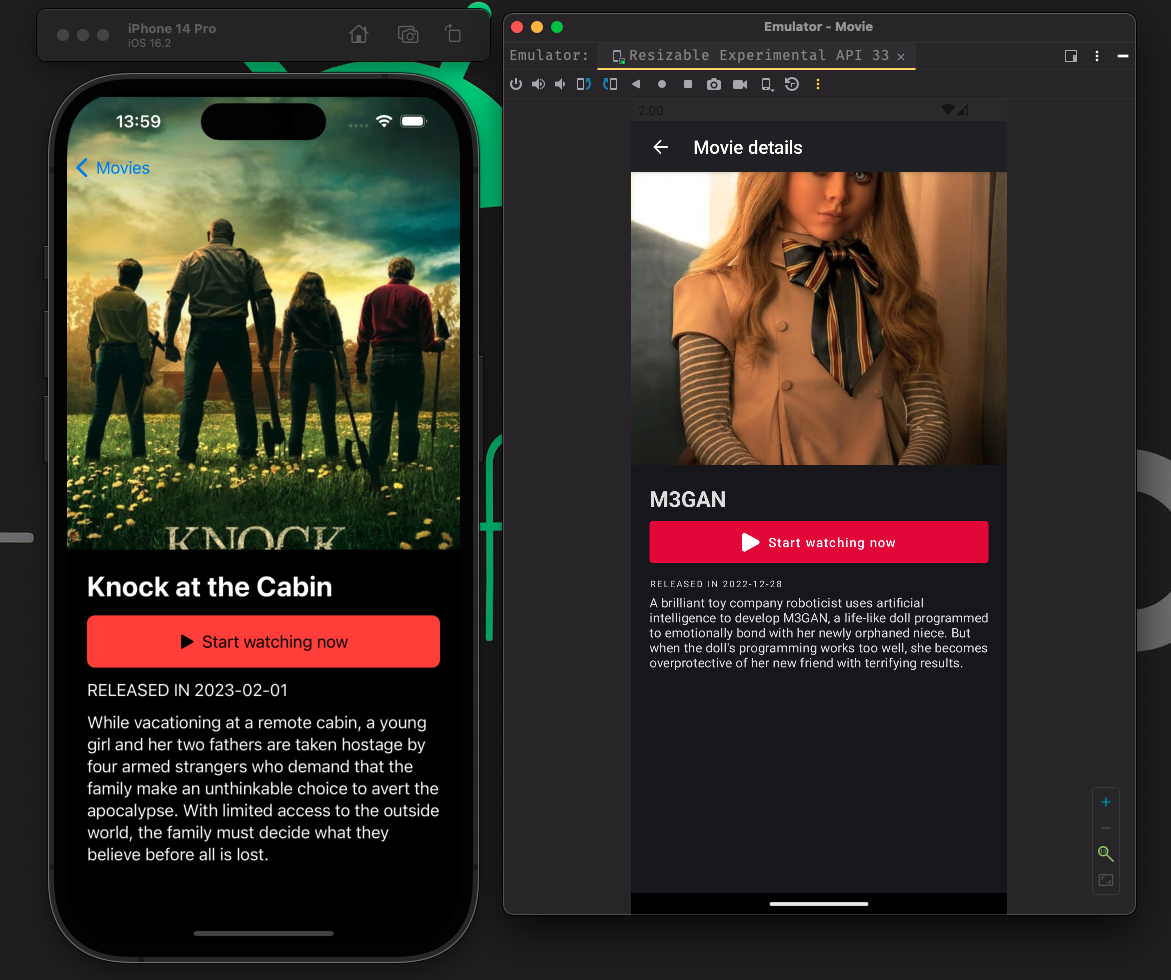 iPhone 14 Pro
iOS 16.2
13:59
Movies
KNOCK
Knock at the Cabin
Start watching now
RELEASED IN 2023-02-01
While vacationing at a remote cabin, a young
girl and her two fathers are taken hostage by
four armed strangers who demand that the
family make an unthinkable choice to avert the
apocalypse. With limited access to the outside
world, the family must decide what they
believe before all is lost.
Emulator - Movie
Emulator:
Resizable Experimental API 33
2:00
Movie details
M3GAN
Start watching now
RELEASED IN 2022-12-28
A brilliant toy company roboticist uses artificial
intelligence to develop M3GAN, a life-like doll programmed
to emotionally bond with her newly orphaned niece. But
when the doll's programming works too well, she becomes
overprotective of her new friend with terrifying results.
f